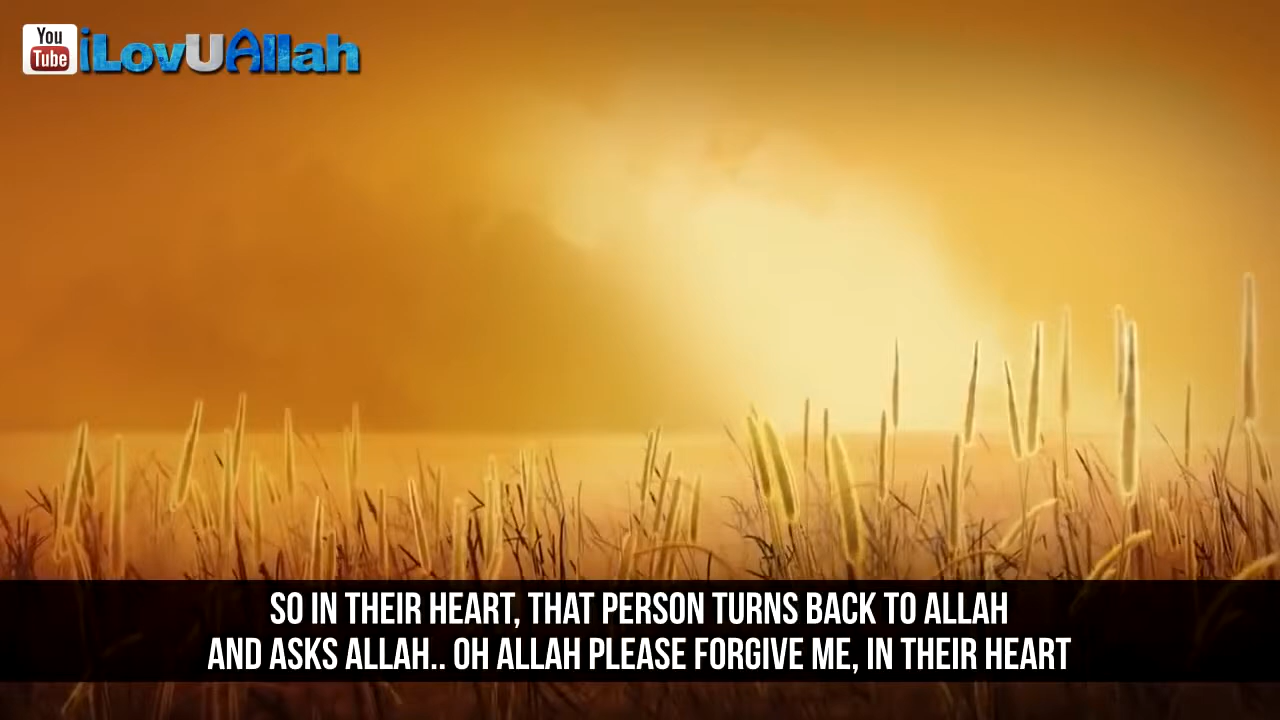 You
Tube iLovUAllah
SO IN THEIR HEART, THAT PERSON TURNS BACK TO ALLAH
AND ASKS ALLAH.. OH ALLAH PLEASE FORGIVE ME, IN THEIR HEART